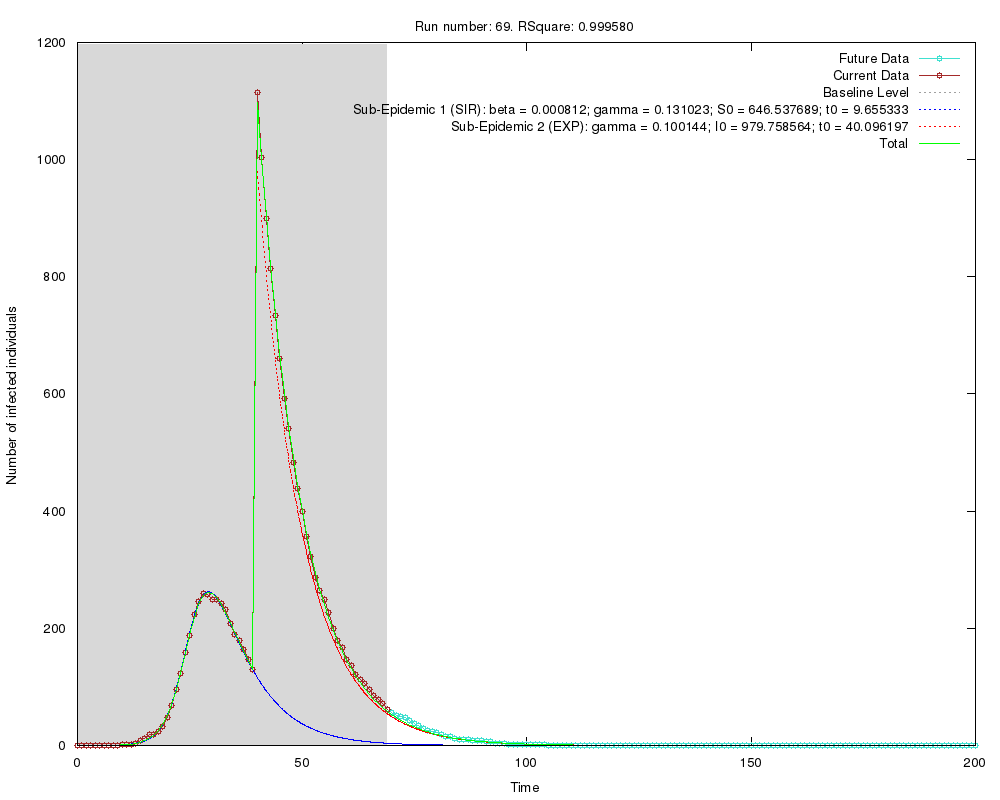 Run number: 69. RSquare: 0.999580
1200
1000
800
600
400
200
0
0
50
100
150
200
Number of infected individuals
Time
Future Data
Current Data
Baseline Level
Sub-Epidemic 1 (SIR): beta = 0.000812; gamma = 0.131023; S0 = 646.537689; t0 = 9.655333
Sub-Epidemic 2 (EXP): gamma = 0.100144; I0 = 979.758564; t0 = 40.096197
Total